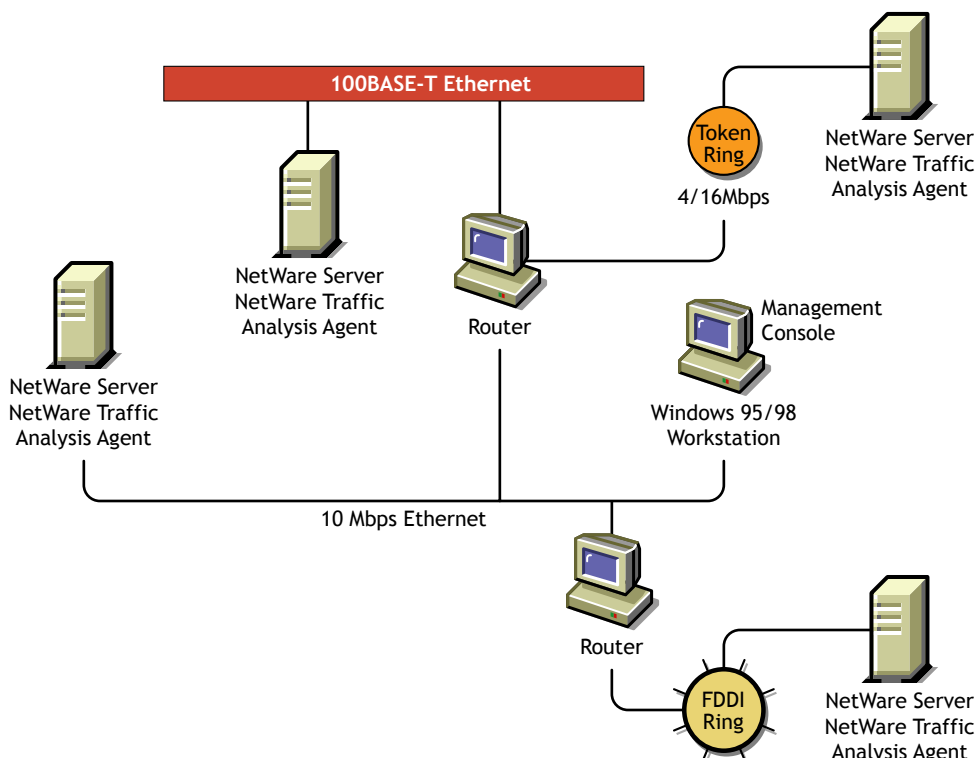 100BASE-T Ethernet
Token
Ring
4/16Mbps
NetWare Server
NetWare Traffic
Analysis Agent
NetWare Server
NetWare Traffic
Analysis Agent
Router
Management
Console
NetWare Server
NetWare Traffic
Analysis Agent
Windows 95/98
Workstation
10 Mbps Ethernet
Router
FDDI
Ring
NetWare Server
NetWare Traffic
Analysis Agent